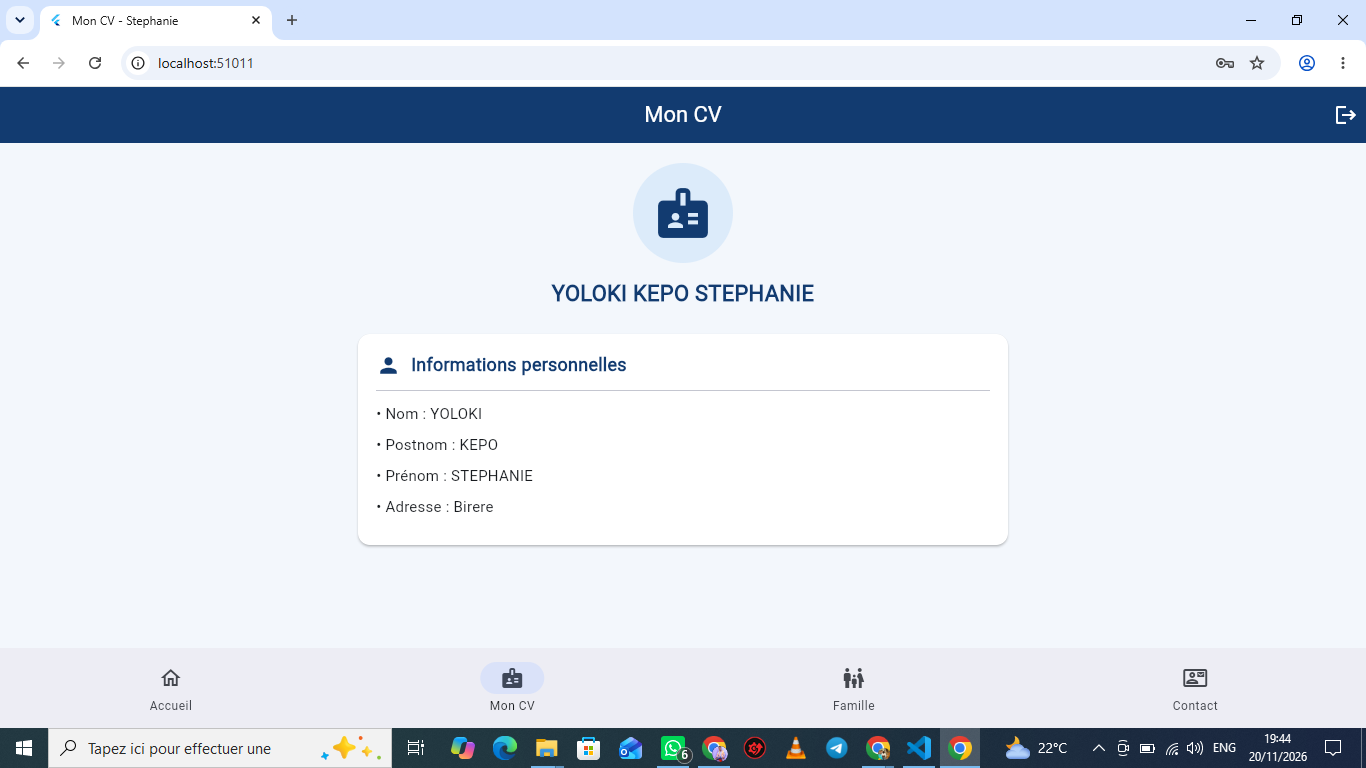 Mon CV - Stephanie
localhost:51011
Mon CV
YOLOKI KEPO STEPHANIE
Informations personnelles
• Nom : YOLOKI
• Postnom : KEPO
• Prénom : STEPHANIE
• Adresse : Birere
Accueil
Mon CV
Famille
Contact
Tapez ici pour effectuer une
6
22°C
ENG
19:44
20/11/2026